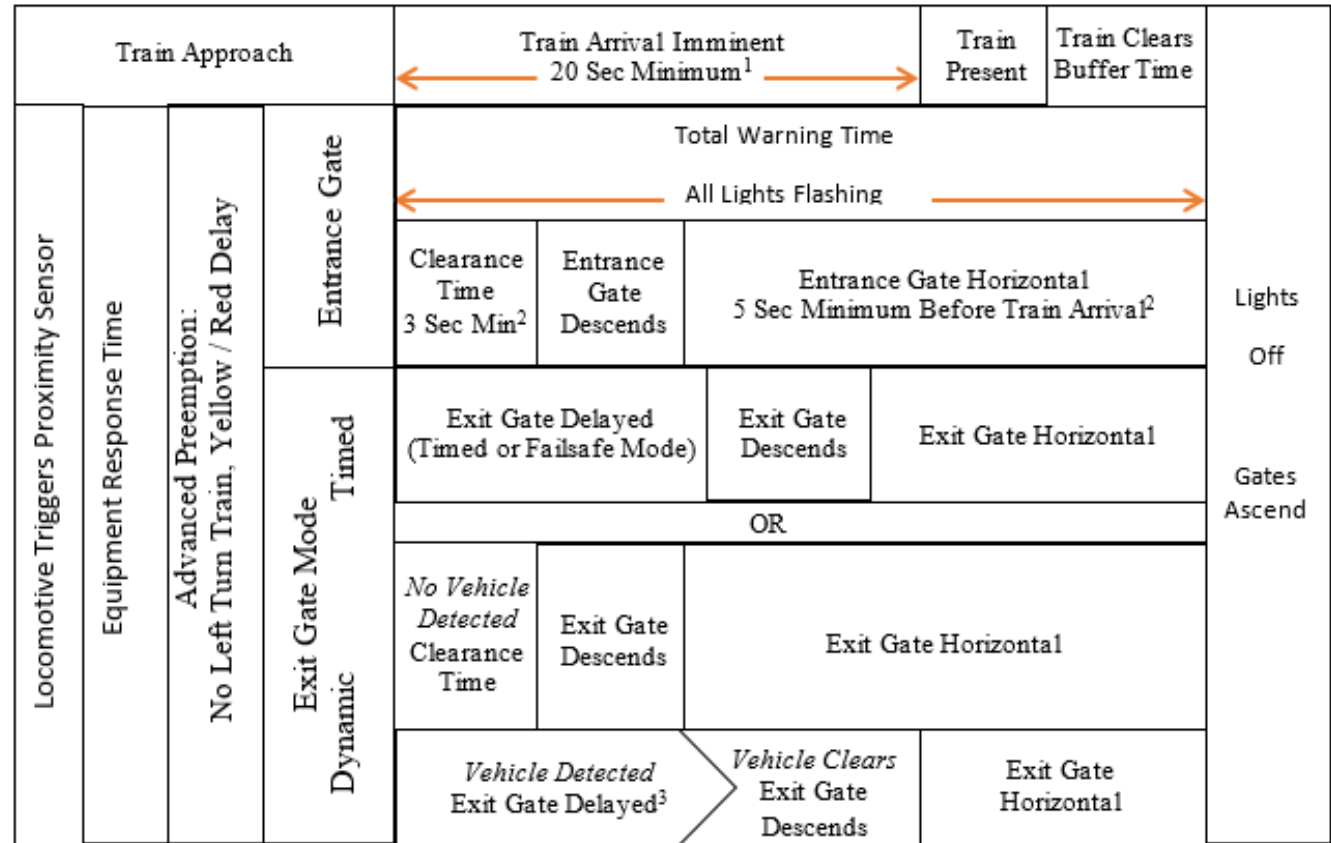 Train Approach
Train Arrival Imminent
20 Sec Minimum¹
Train
Present
Train Clears
Buffer Time
Locomotive Triggers Proximity Sensor
Equipment Response Time
Advanced Preemption:
No Left Turn Train, Yellow / Red Delay
Entrance Gate
Total Warning Time
All Lights Flashing
Clearance
Time
3 Sec Min²
Entrance
Gate
Descends
Entrance Gate Horizontal
5 Sec Minimum Before Train Arrival²
Lights
Off
Gates
Ascend
Exit Gate Mode
Timed
Exit Gate Delayed
(Timed or Failsafe Mode)
Exit Gate
Descends
Exit Gate Horizontal
OR
Dynamic
No Vehicle
Detected
Clearance
Time
Exit Gate
Descends
Exit Gate Horizontal
Vehicle Detected
Exit Gate Delayed³
Vehicle Clears
Exit Gate
Descends
Exit Gate
Horizontal